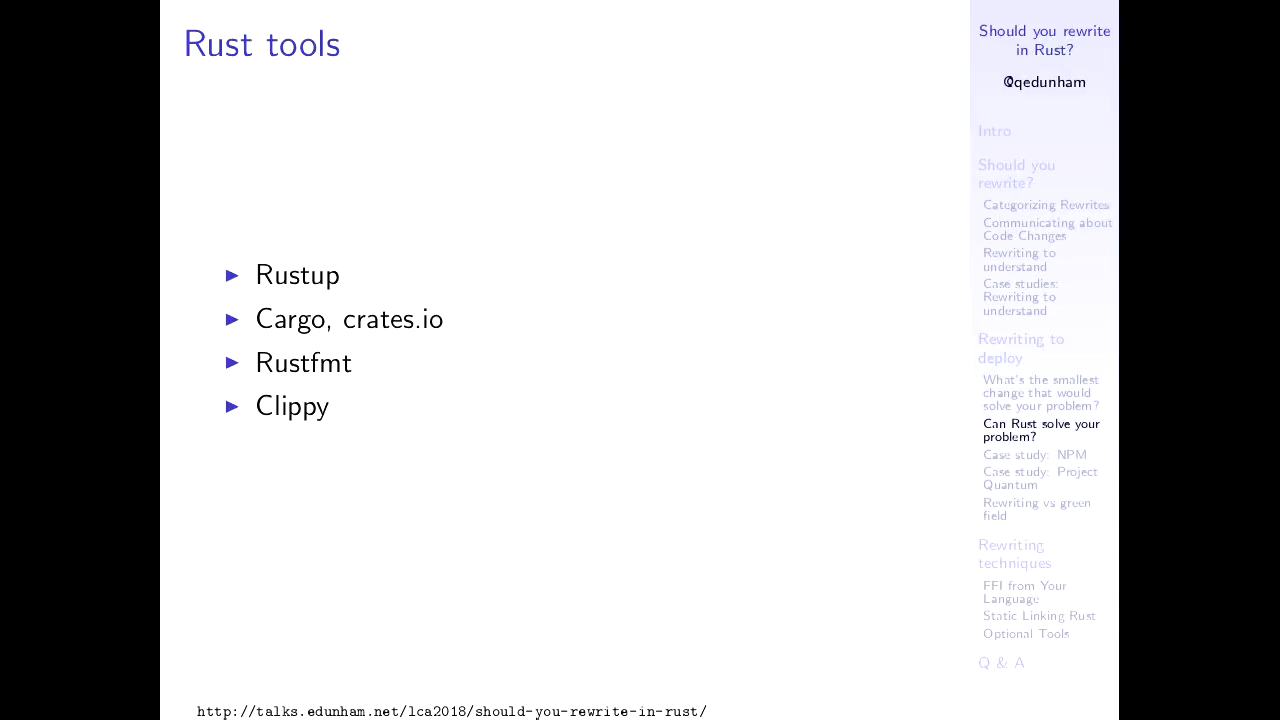 Rust tools
Rustup
Cargo, crates.io
Rustfmt
Clippy
http://talks.edunham.net/lca2018/should-you-rewrite-in-rust/
Should you rewrite
in Rust?
@qedunham
Intro
Should you
rewrite?
Categorizing Rewrites
Communicating about
Code Changes
Rewriting to
understand
Case studies:
Rewriting to
understand
Rewriting to
deploy
What's the smallest
change that would
solve your problem?
Can Rust solve your
problem?
Case study: NPM
Case study: Project
Quantum
Rewriting vs green
field
Rewriting
techniques
FFI from Your
Language
Static Linking Rust
Optional Tools
Q & A